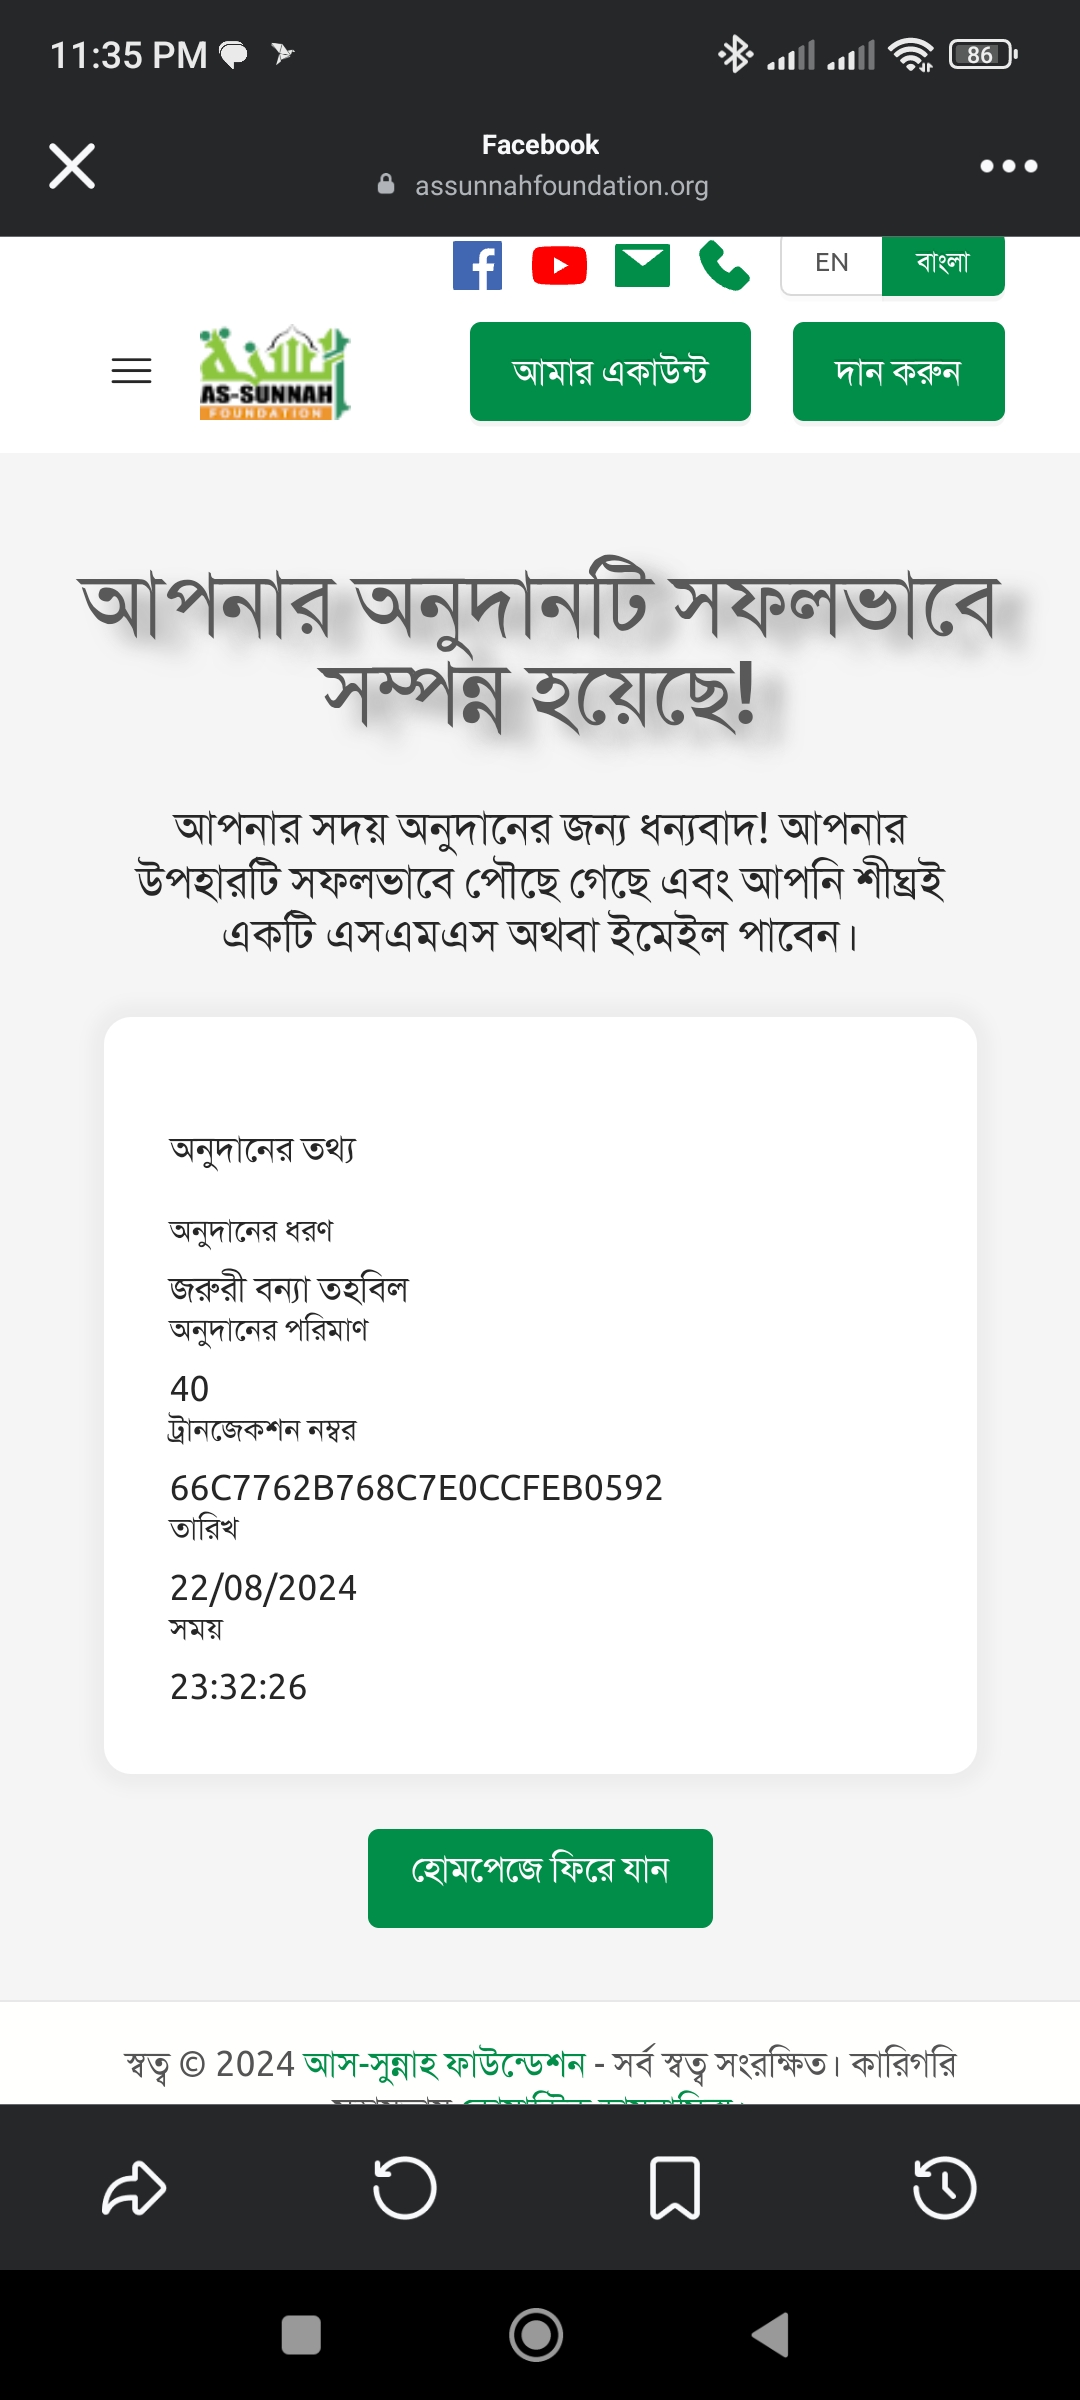 11:35 PM
86
Facebook
assunnahfoundation.org
EN
বাংলা
السنة
AS-SUNNAH
FOUNDATION
আমার একাউন্ট
দান করুন
আপনার অনুদানটি সফলভাবে
সম্পন্ন হয়েছে!
আপনার সদয় অনুদানের জন্য ধন্যবাদ! আপনার
উপহারটি সফলভাবে পৌছে গেছে এবং আপনি শীঘ্রই
একটি এসএমএস অথবা ইমেইল পাবেন।
অনুদানের তথ্য
অনুদানের ধরণ
জরুরী বন্যা তহবিল
অনুদানের পরিমাণ
40
ট্রানজেকশন নম্বর
66C7762B768C7E0CCFEB0592
তারিখ
22/08/2024
সময়
23:32:26
হোমপেজে ফিরে যান
স্বত্ব © 2024 আস-সুন্নাহ ফাউন্ডেশন - সর্ব স্বত্ব সংরক্ষিত। কারিগরি